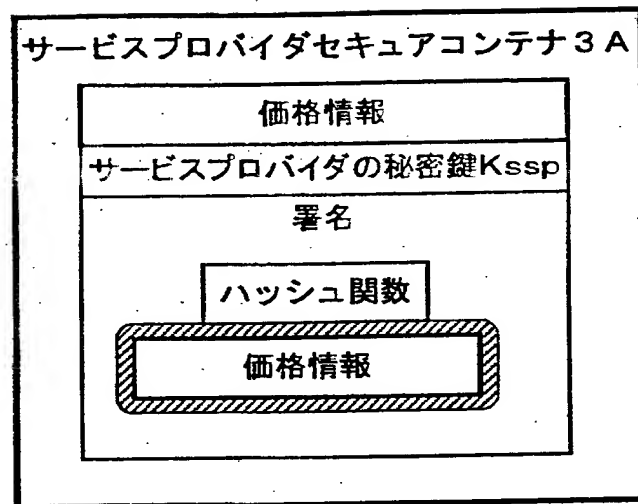 サービスプロバイダセキュアコンテナ3A
価格情報
サービスプロバイダの秘密鍵Kssp
署名
ハッシュ関数
価格情報